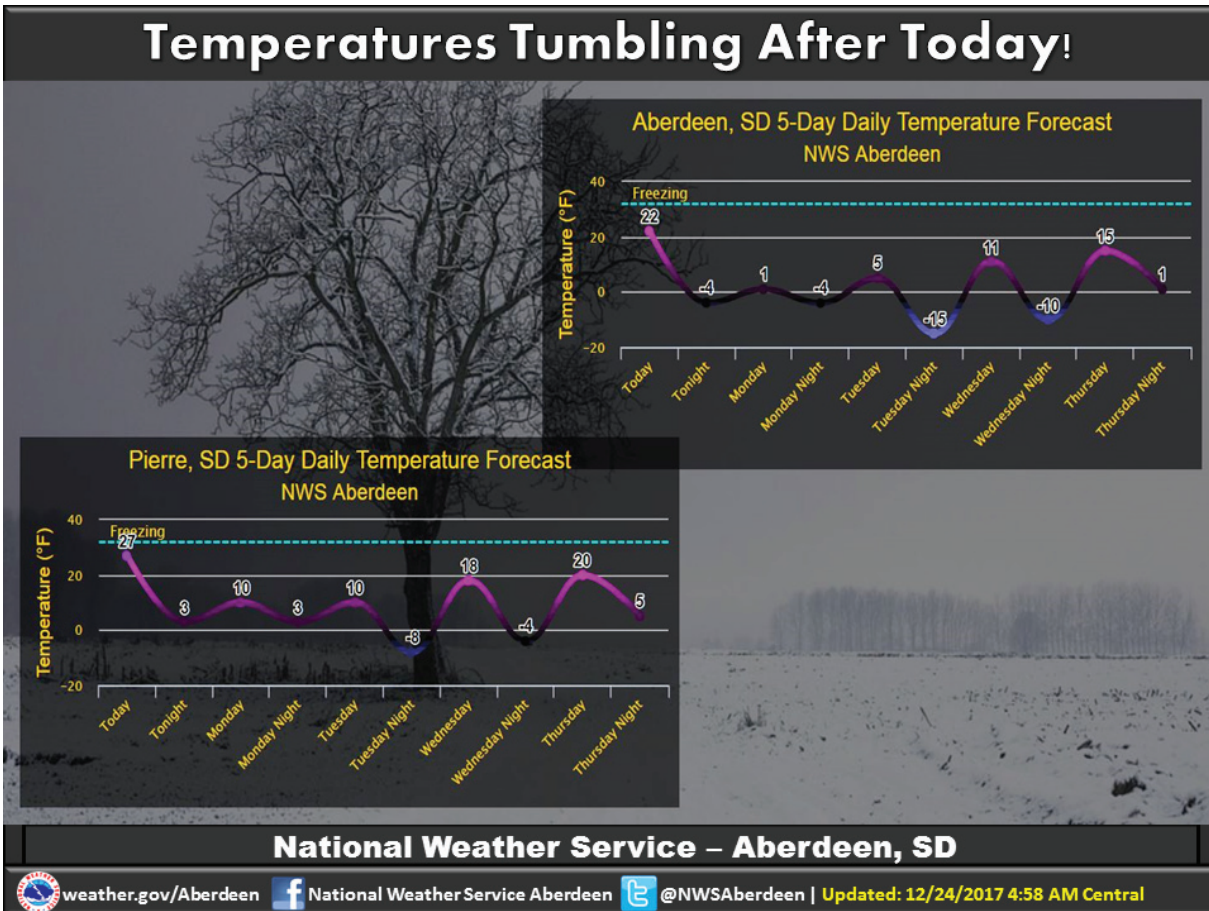 Temperatures Tumbling After Today!
Aberdeen, SD 5-Day Daily Temperature Forecast
NWS Aberdeen
Temperature (°F)
40
20
0
-20
Freezing
22
-4
1
-4
5
-15
11
-10
15
1
Today
Tonight
Monday
Monday Night
Tuesday
Tuesday Night
Wednesday
Wednesday Night
Thursday
Thursday Night
Pierre, SD 5-Day Daily Temperature Forecast
NWS Aberdeen
Temperature (°F)
40
20
0
-20
Freezing
27
3
10
3
10
-8
18
-4
20
5
Today
Tonight
Monday
Monday Night
Tuesday
Tuesday Night
Wednesday
Wednesday Night
Thursday
Thursday Night
National Weather Service – Aberdeen, SD
weather.gov/Aberdeen National Weather Service Aberdeen @NWSAberdeen | Updated: 12/24/2017 4:58 AM Central